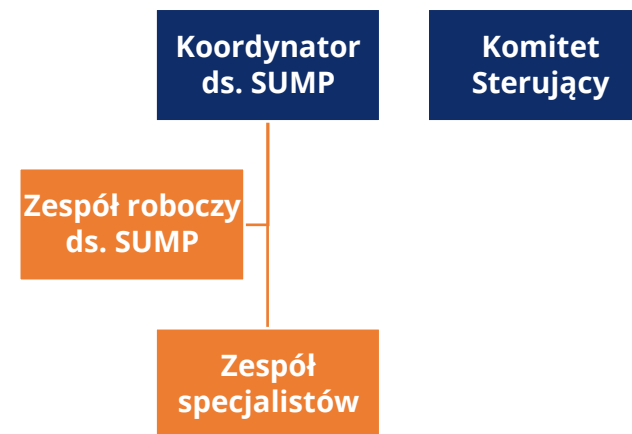 Koordynator
ds. SUMP
Komitet
Sterujący
Zespół roboczy
ds. SUMP
Zespół
specjalistów